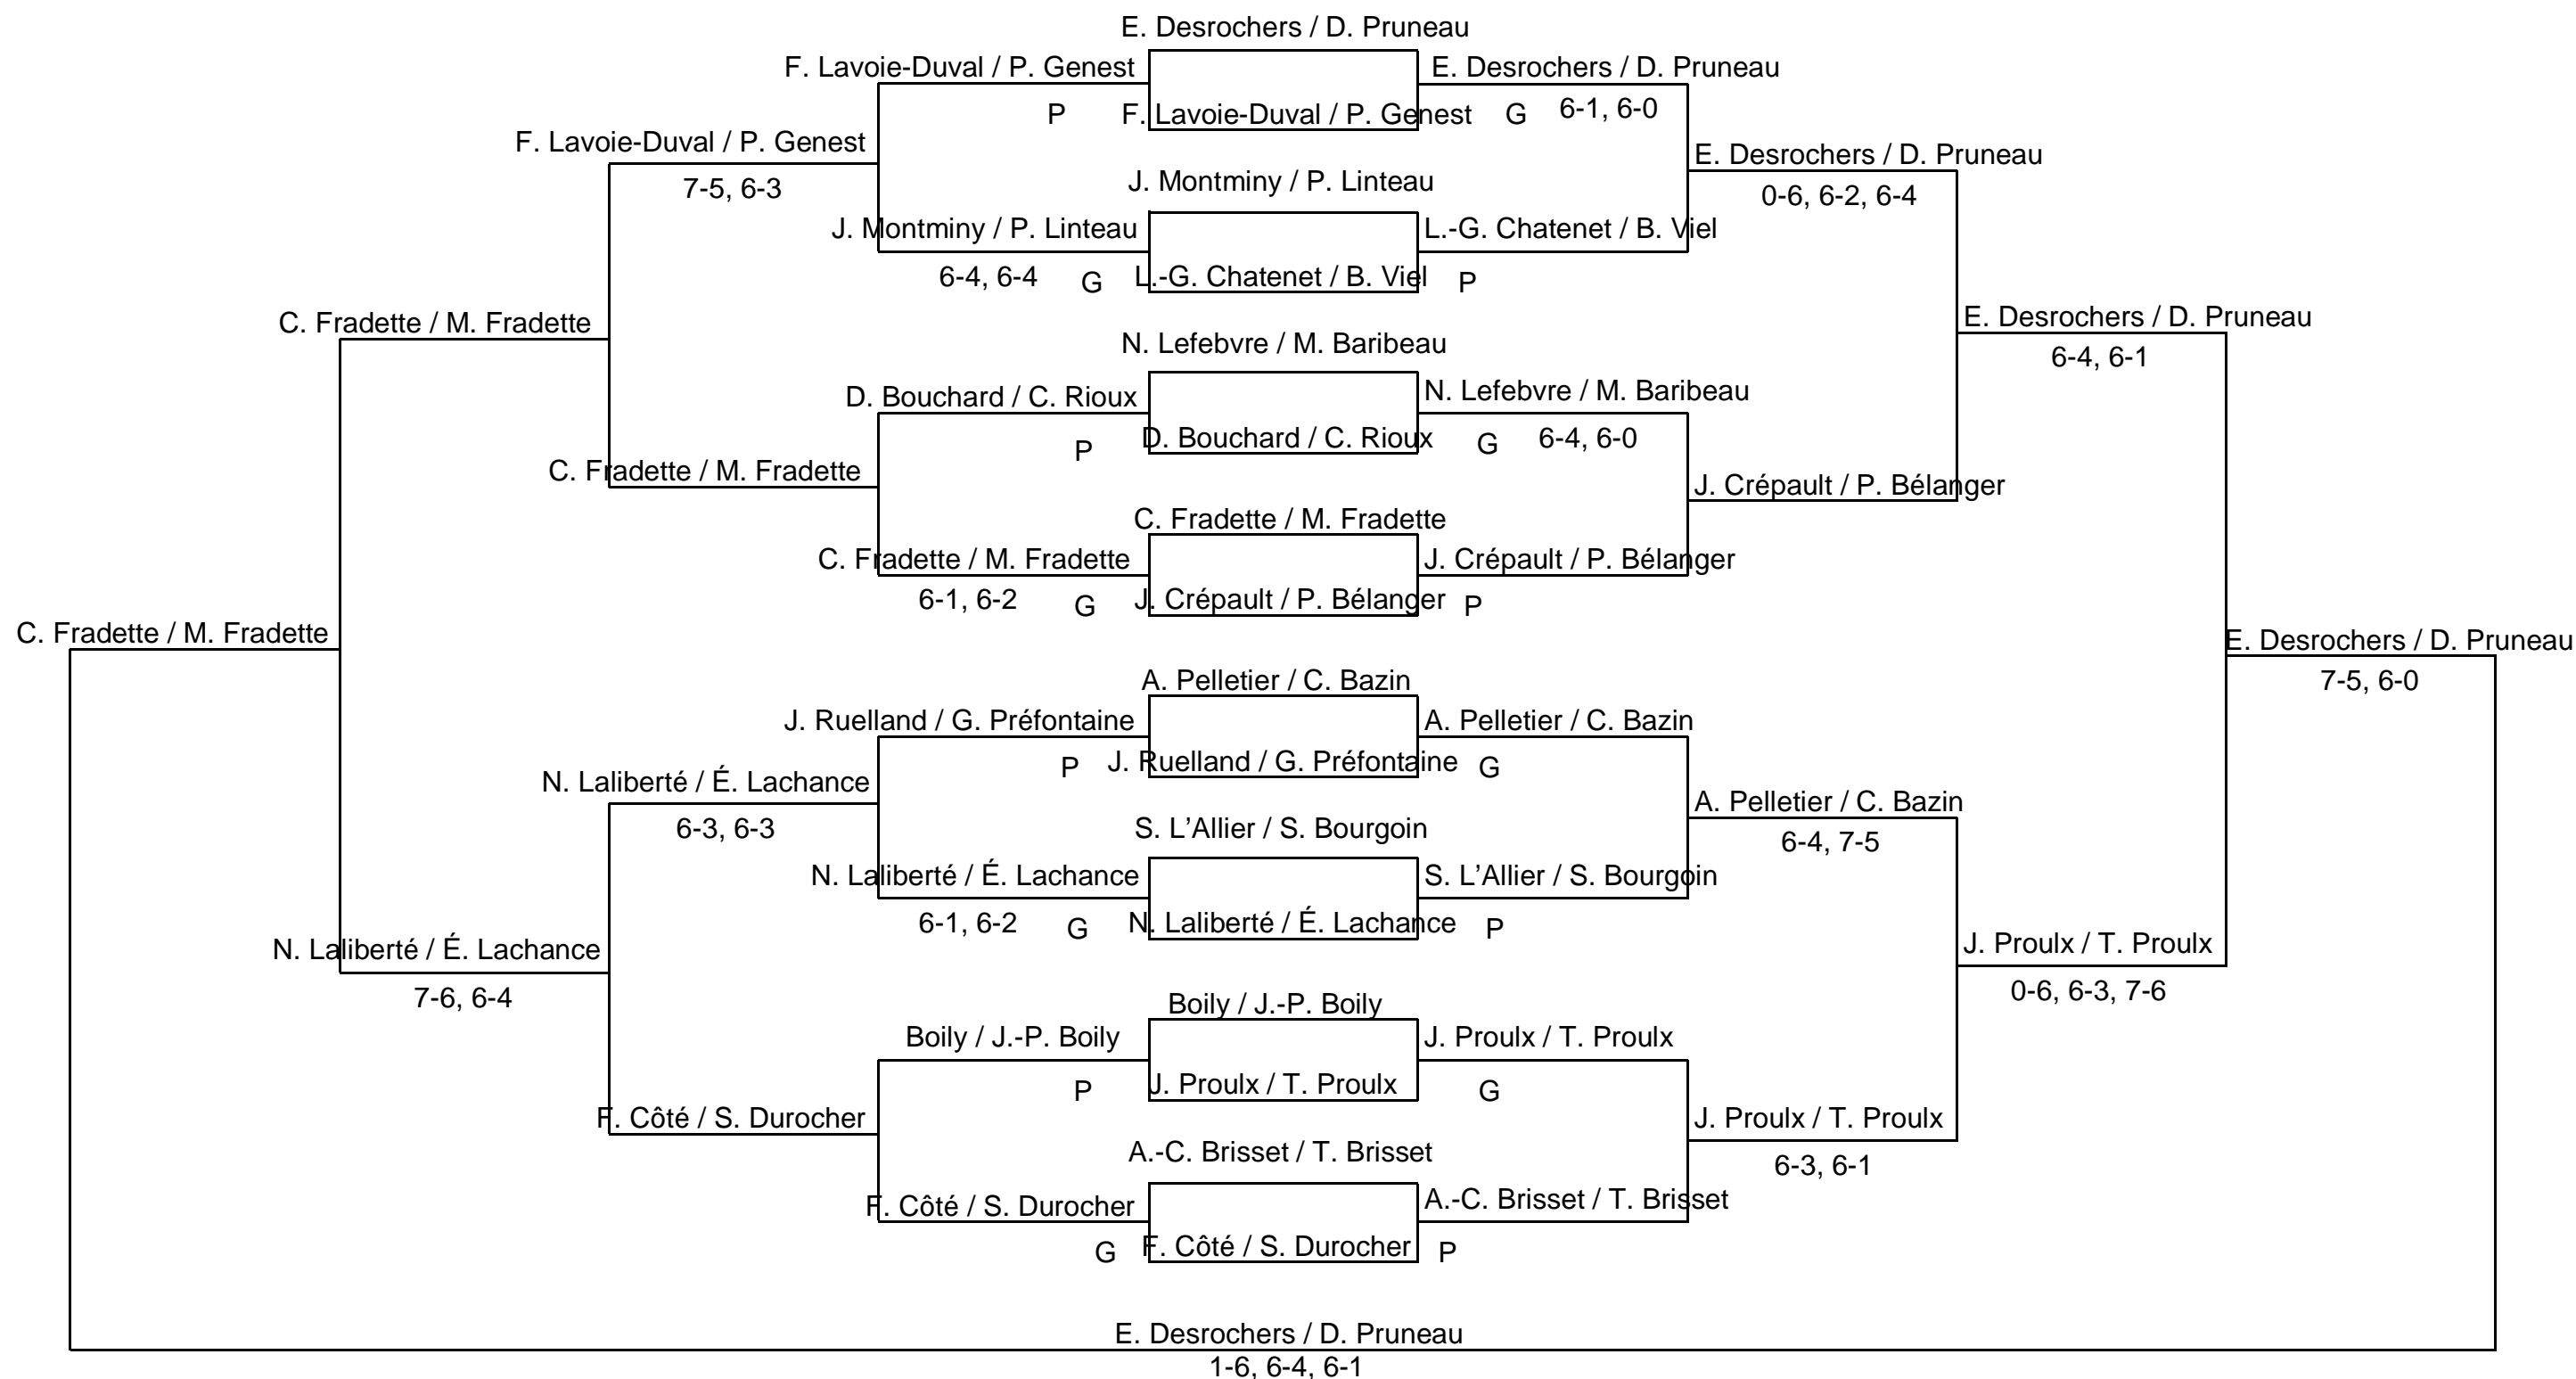 E. Desrochers / D. Pruneau
F. Lavoie-Duval / P. Genest
E. Desrochers / D. Pruneau
P
F. Lavoie-Duval / P. Genest
G
6-1, 6-0
F. Lavoie-Duval / P. Genest
E. Desrochers / D. Pruneau
7-5, 6-3
J. Montminy / P. Linteau
0-6, 6-2, 6-4
J. Montminy / P. Linteau
L.-G. Chatenet / B. Viel
6-4, 6-4
G
L.-G. Chatenet / B. Viel
P
C. Fradette / M. Fradette
E. Desrochers / D. Pruneau
N. Lefebvre / M. Baribeau
6-4, 6-1
D. Bouchard / C. Rioux
N. Lefebvre / M. Baribeau
P
D. Bouchard / C. Rioux
G
6-4, 6-0
C. Fradette / M. Fradette
J. Crépault / P. Bélanger
C. Fradette / M. Fradette
C. Fradette / M. Fradette
J. Crépault / P. Bélanger
6-1, 6-2
G
J. Crépault / P. Bélanger
P
C. Fradette / M. Fradette
E. Desrochers / D. Pruneau
7-5, 6-0
A. Pelletier / C. Bazin
J. Ruelland / G. Préfontaine
A. Pelletier / C. Bazin
P
J. Ruelland / G. Préfontaine
G
N. Laliberté / É. Lachance
A. Pelletier / C. Bazin
6-3, 6-3
S. L’Allier / S. Bourgoin
6-4, 7-5
N. Laliberté / É. Lachance
S. L’Allier / S. Bourgoin
6-1, 6-2
G
N. Laliberté / É. Lachance
P
N. Laliberté / É. Lachance
J. Proulx / T. Proulx
7-6, 6-4
0-6, 6-3, 7-6
Boily / J.-P. Boily
Boily / J.-P. Boily
J. Proulx / T. Proulx
P
J. Proulx / T. Proulx
G
F. Côté / S. Durocher
J. Proulx / T. Proulx
A.-C. Brisset / T. Brisset
6-3, 6-1
F. Côté / S. Durocher
A.-C. Brisset / T. Brisset
G
F. Côté / S. Durocher
P
E. Desrochers / D. Pruneau
1-6, 6-4, 6-1